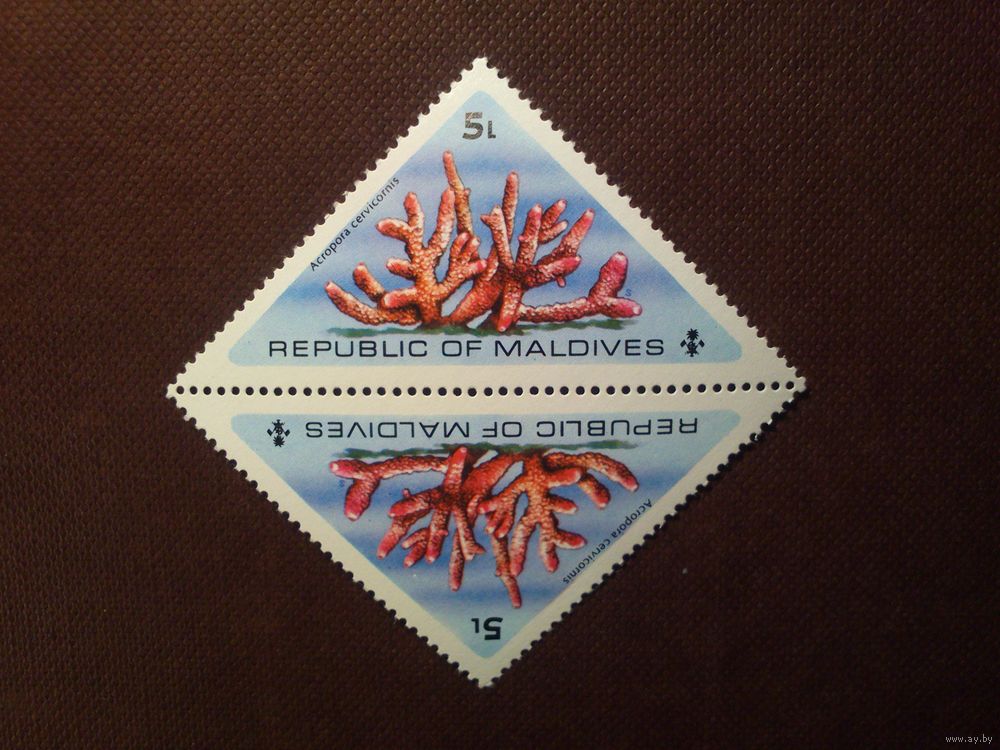 5L
Acropora cervicornis
REPUBLIC OF MALDIVES
REPUBLIC OF MALDIVES
Acropora cervicornis
5L
www.ay.by